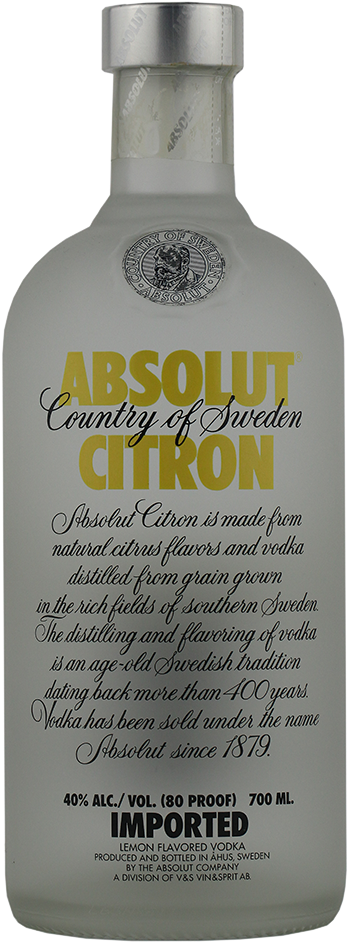 ABSOLUT
COUNTRY OF SWEDEN
· ABSOLUT ·
ABSOLUT®
Country of Sweden
CITRON
Absolut Citron is made from
natural citrus flavors and vodka
distilled from grain grown
in the rich fields of southern Sweden.
The distilling and flavoring of vodka
is an age-old Swedish tradition
dating back more than 400 years.
Vodka has been sold under the name
Absolut since 1879.
40% ALC./ VOL. (80 PROOF) 700 ML.
IMPORTED
LEMON FLAVORED VODKA
PRODUCED AND BOTTLED IN ÅHUS, SWEDEN
BY THE ABSOLUT COMPANY
A DIVISION OF V&S VIN&SPRIT AB.